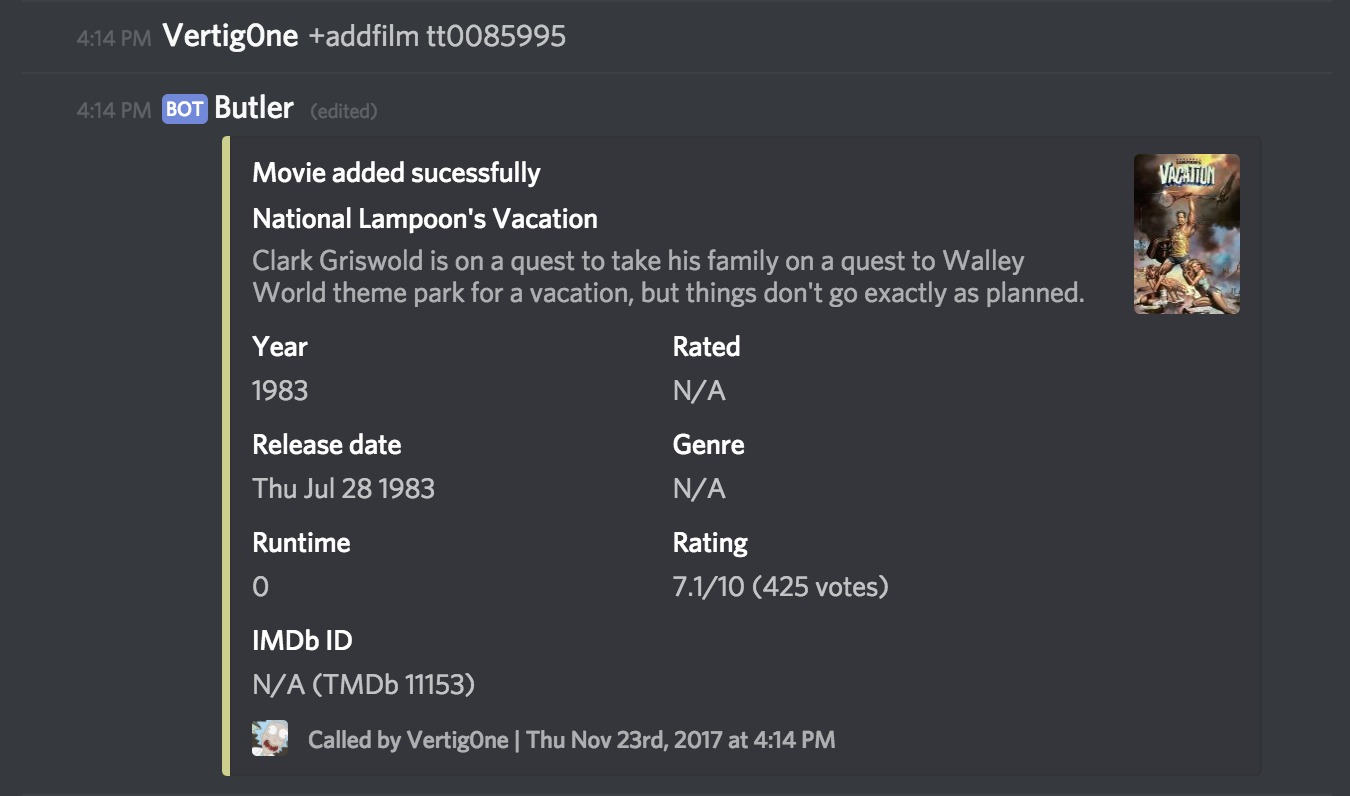 4:14 PM Vertig0ne +addfilm tt0085995
4:14 PM BOT Butler (edited)
Movie added sucessfully
National Lampoon's Vacation
Clark Griswold is on a quest to take his family on a quest to Walley
World theme park for a vacation, but things don't go exactly as planned.
VACATION
Year Rated
1983 N/A
Release date Genre
Thu Jul 28 1983 N/A
Runtime Rating
0 7.1/10 (425 votes)
IMDb ID
N/A (TMDb 11153)
Called by Vertig0ne | Thu Nov 23rd, 2017 at 4:14 PM